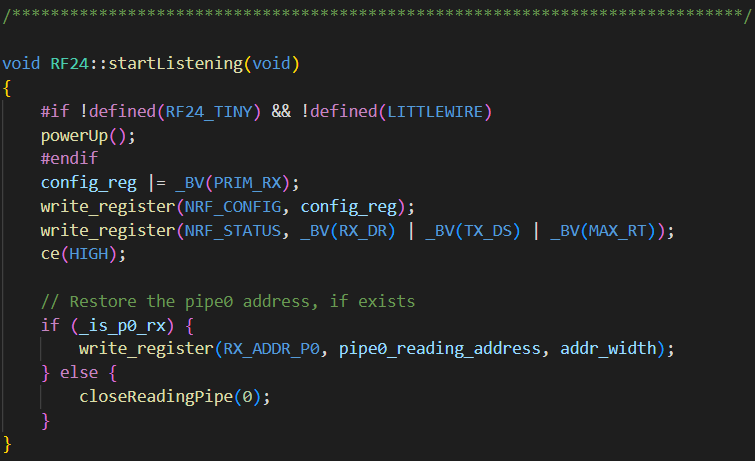 /****************************************************************************/
void RF24::startListening(void)
{
    #if !defined(RF24_TINY) && !defined(LITTLEWIRE)
    powerUp();
    #endif
    config_reg |= _BV(PRIM_RX);
    write_register(NRF_CONFIG, config_reg);
    write_register(NRF_STATUS, _BV(RX_DR) | _BV(TX_DS) | _BV(MAX_RT));
    ce(HIGH);
    // Restore the pipe0 address, if exists
    if (_is_p0_rx) {
        write_register(RX_ADDR_P0, pipe0_reading_address, addr_width);
    } else {
        closeReadingPipe(0);
    }
}